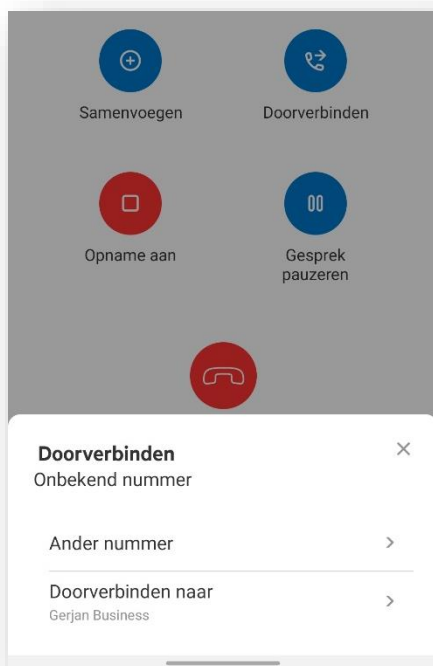 Samenvoegen
Doorverbinden
Opname aan
Gesprek
pauzeren
Doorverbinden
Onbekend nummer
Ander nummer
Doorverbinden naar
Gerjan Business